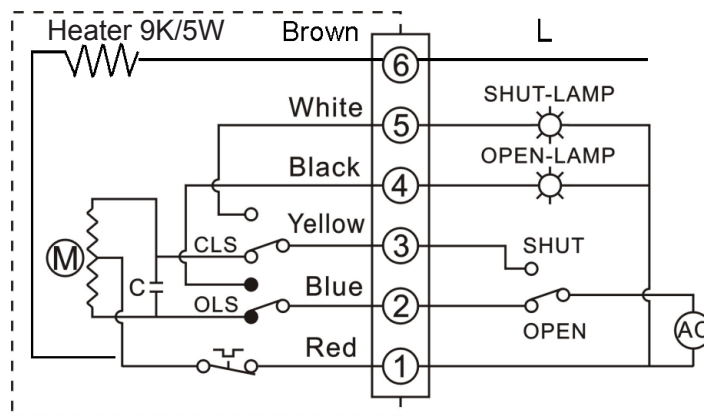 Heater 9K/5W Brown L
6
SHUT-LAMP
White 5
OPEN-LAMP
Black 4
Yellow 3
CLS SHUT
M C
Blue 2
OLS OPEN
AC
Red 1